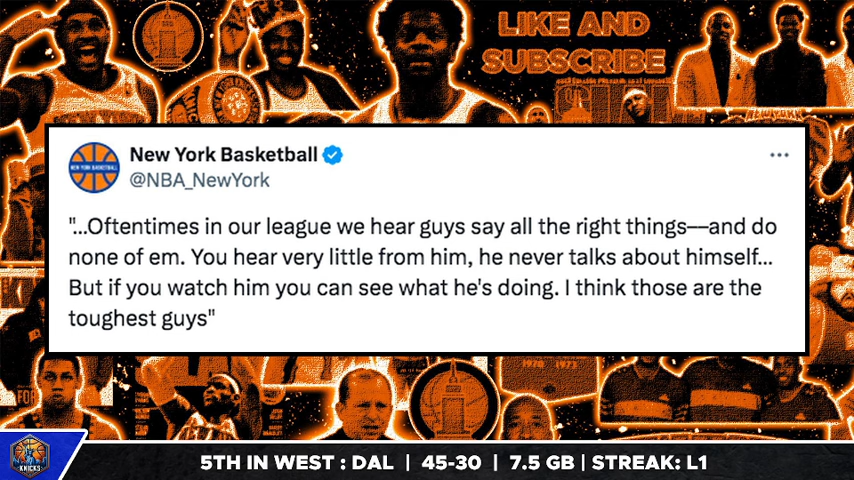 LIKE AND
SUBSCRIBE
New York Basketball
@NBA_NewYork
"...Oftentimes in our league we hear guys say all the right things––and do
none of em. You hear very little from him, he never talks about himself...
But if you watch him you can see what he's doing. I think those are the
toughest guys"
1970 1973
KNICKS
5TH IN WEST : DAL | 45-30 | 7.5 GB | STREAK: L1